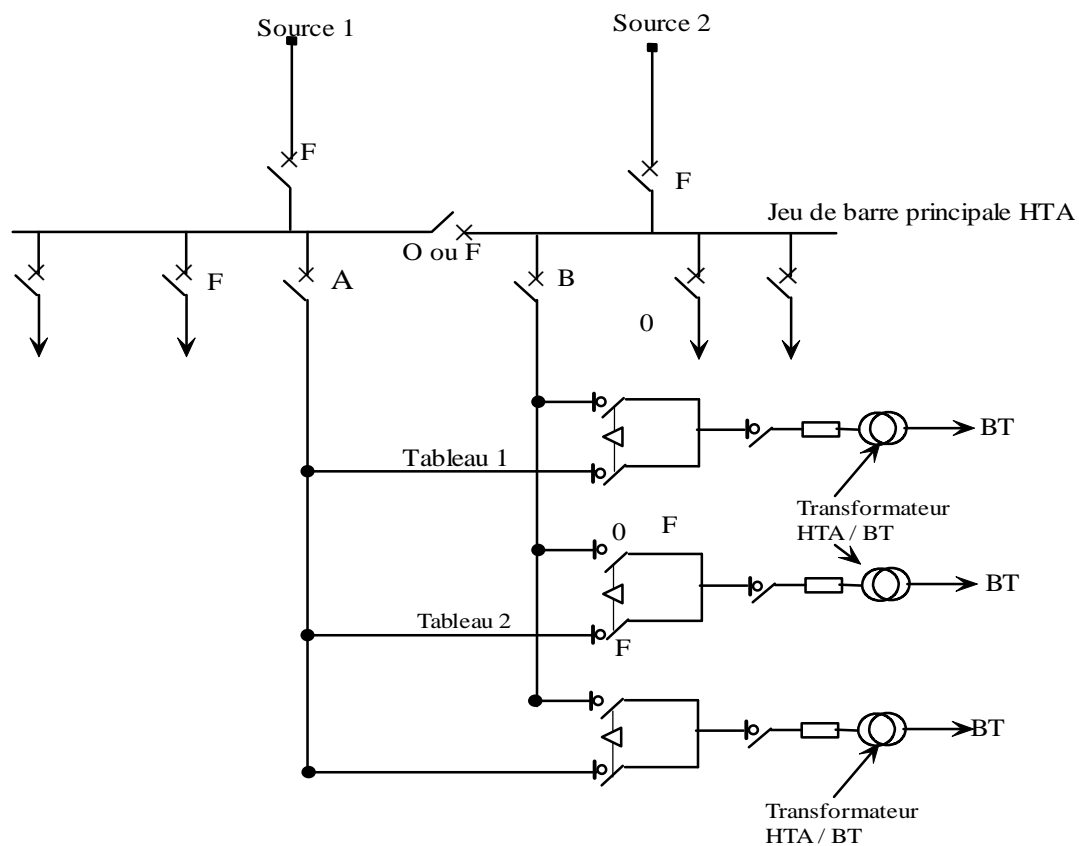 Source 1
Source 2
F
F
Jeu de barre principale HTA
O ou F
F
A
B
0
BT
Tableau 1
Transformateur
HTA / BT
0
F
BT
Tableau 2
F
BT
Transformateur
HTA / BT